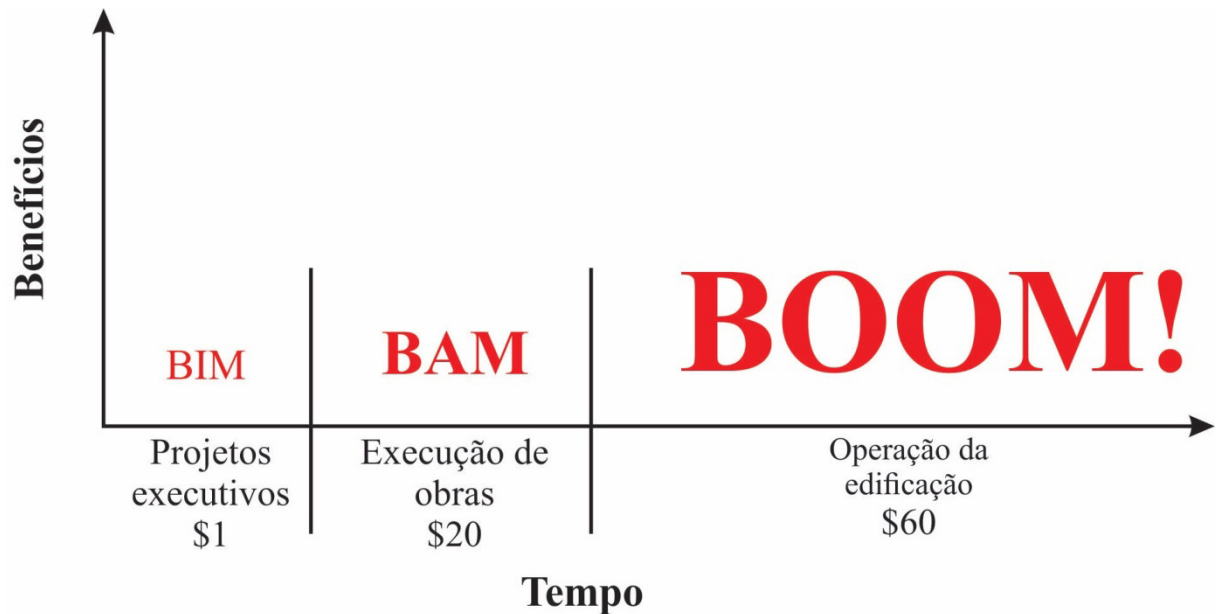 Benefícios
BIM
BAM
BOOM!
Projetos
executivos
$1
Execução de
obras
$20
Operação da
edificação
$60
Tempo